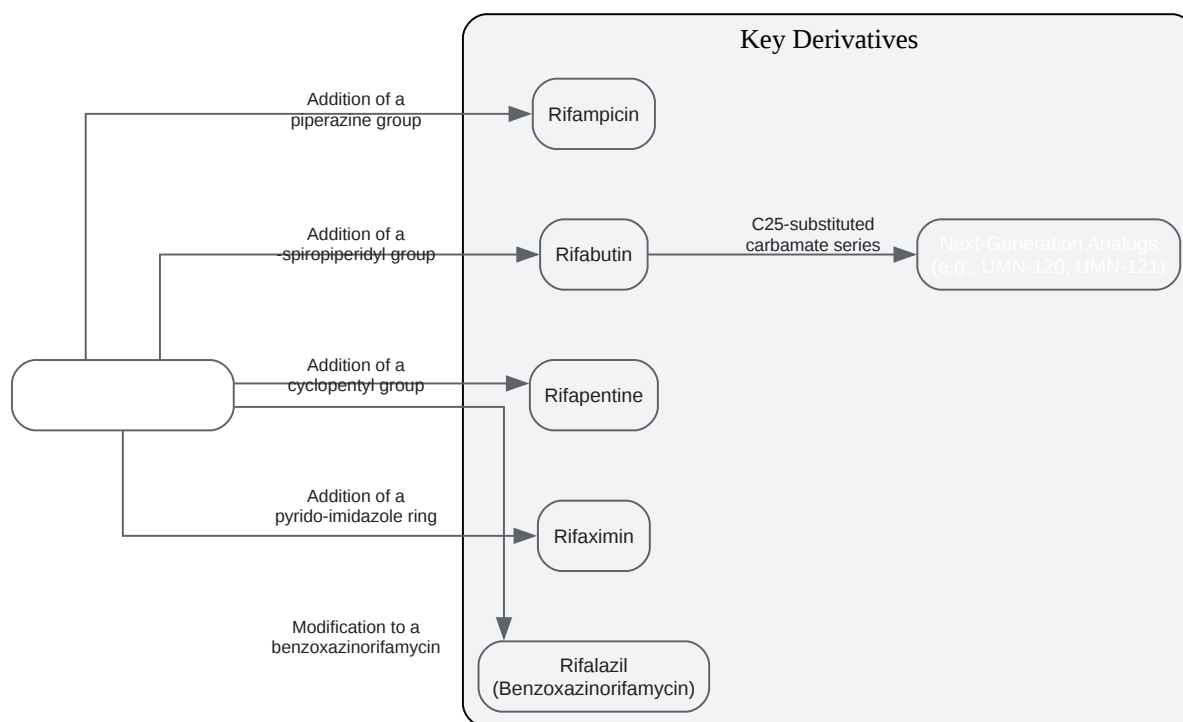 Key Derivatives
Addition of a
piperazine group
Rifampicin
Addition of a
-spiropiperidyl group
Rifabutin
C25-substituted
carbamate series
Next-Generation Analogs
(e.g., UMN-120, UMN-121)
Addition of a
cyclopentyl group
Rifapentine
Addition of a
pyrido-imidazole ring
Rifaximin
Modification to a
benzoxazinorifamycin
Rifalazil
(Benzoxazinorifamycin)